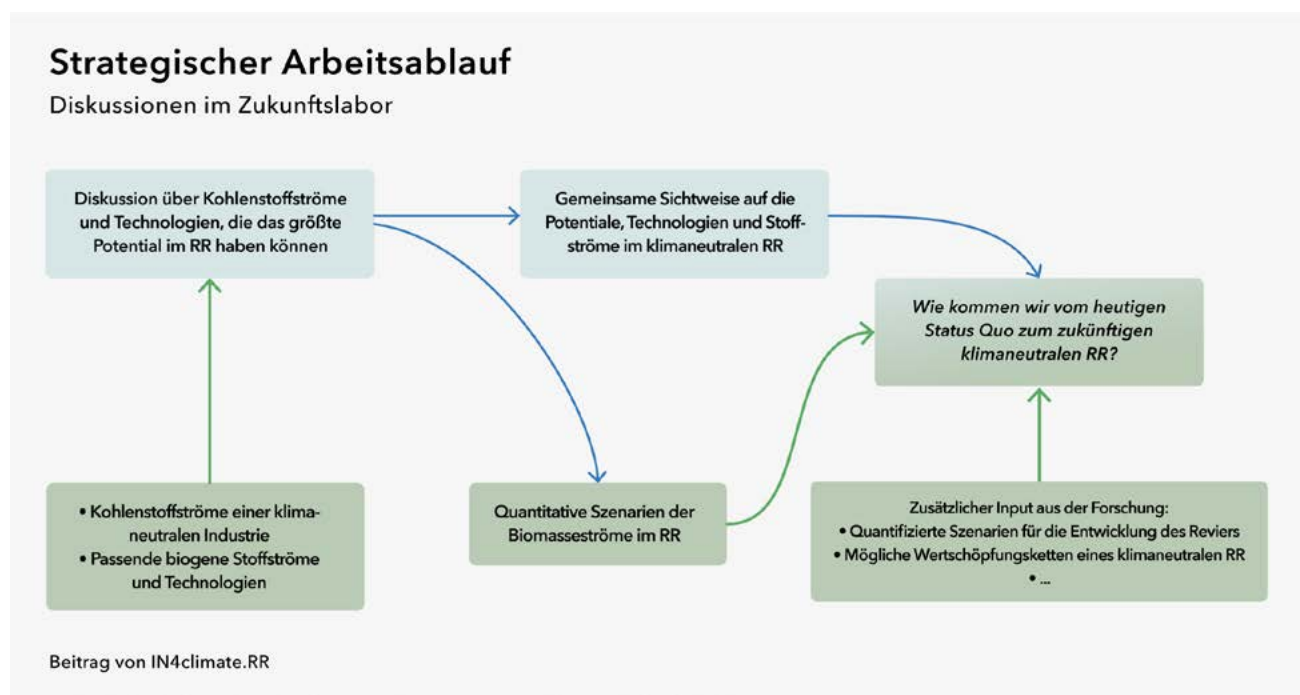 Strategischer Arbeitsablauf
Diskussionen im Zukunftslabor
Diskussion über Kohlenstoffströme
und Technologien, die das größte
Potential im RR haben können
Gemeinsame Sichtweise auf die
Potentiale, Technologien und Stoff-
ströme im klimaneutralen RR
Wie kommen wir vom heutigen
Status Quo zum zukünftigen
klimaneutralen RR?
• Kohlenstoffströme einer klima-
neutralen Industrie
• Passende biogene Stoffströme
und Technologien
Quantitative Szenarien der
Biomasseströme im RR
Zusätzlicher Input aus der Forschung:
• Quantifizierte Szenarien für die Entwicklung des Reviers
• Mögliche Wertschöpfungsketten eines klimaneutralen RR
• ...
Beitrag von IN4climate.RR